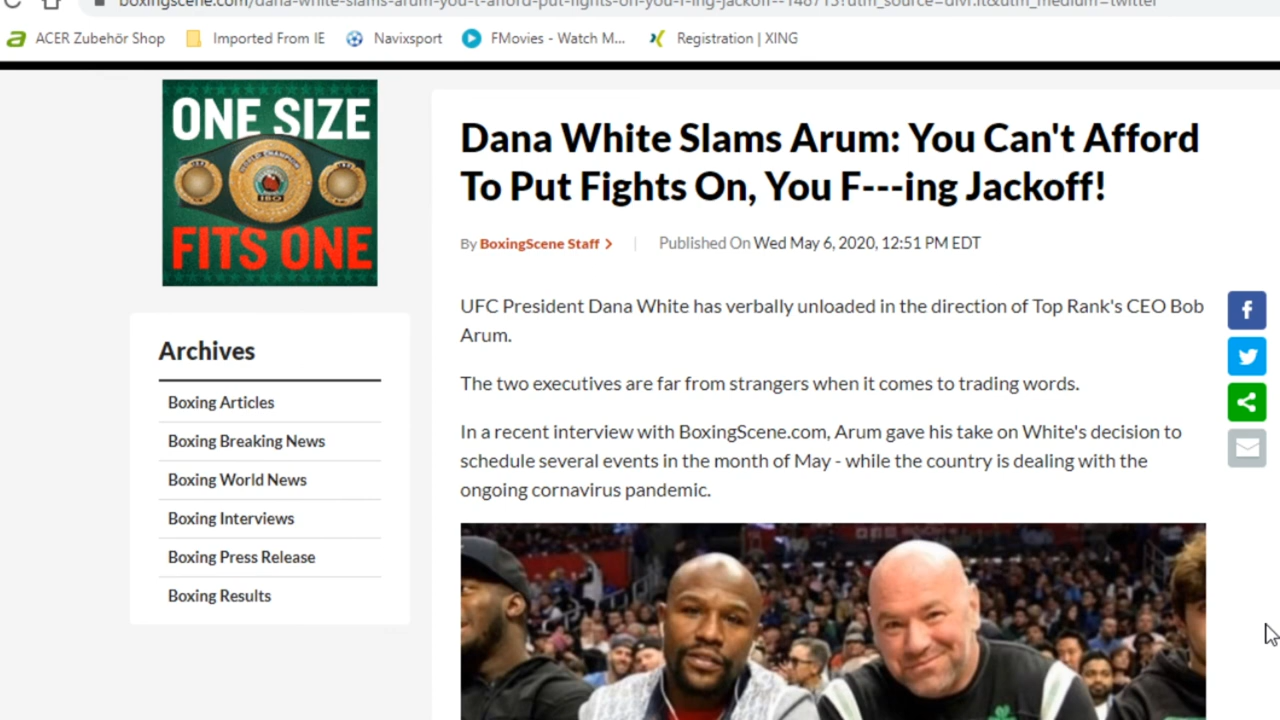 boxingscene.com/dana-white-slams-arum-you-t-afford-put-fights-on-you-f-ing-jackoff--148715?utm_source=dlvr.it&utm_medium=twitter
ACER Zubehör Shop
Imported From IE
Navixsport
FMovies - Watch M...
Registration | XING
ONE SIZE
WORLD CHAMPION
IBO
FITS ONE
Archives
Boxing Articles
Boxing Breaking News
Boxing World News
Boxing Interviews
Boxing Press Release
Boxing Results
Dana White Slams Arum: You Can't Afford
To Put Fights On, You F---ing Jackoff!
By BoxingScene Staff
Published On Wed May 6, 2020, 12:51 PM EDT
UFC President Dana White has verbally unloaded in the direction of Top Rank's CEO Bob
Arum.
The two executives are far from strangers when it comes to trading words.
In a recent interview with BoxingScene.com, Arum gave his take on White's decision to
schedule several events in the month of May - while the country is dealing with the
ongoing cornavirus pandemic.